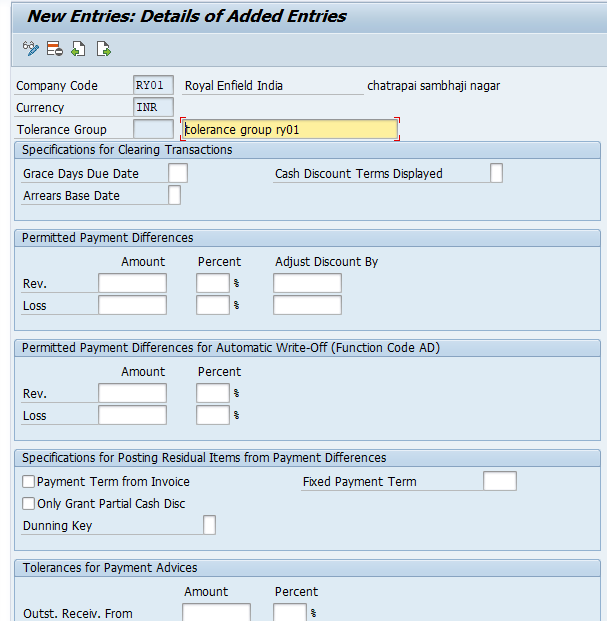 New Entries: Details of Added Entries
Company Code RY01 Royal Enfield India chatrapai sambhaji nagar
Currency INR
Tolerance Group tolerance group ry01
Specifications for Clearing Transactions
Grace Days Due Date Cash Discount Terms Displayed
Arrears Base Date
Permitted Payment Differences
Amount Percent Adjust Discount By
Rev. %
Loss %
Permitted Payment Differences for Automatic Write-Off (Function Code AD)
Amount Percent
Rev. %
Loss %
Specifications for Posting Residual Items from Payment Differences
Payment Term from Invoice Fixed Payment Term
Only Grant Partial Cash Disc
Dunning Key
Tolerances for Payment Advices
Amount Percent
Outst. Receiv. From %